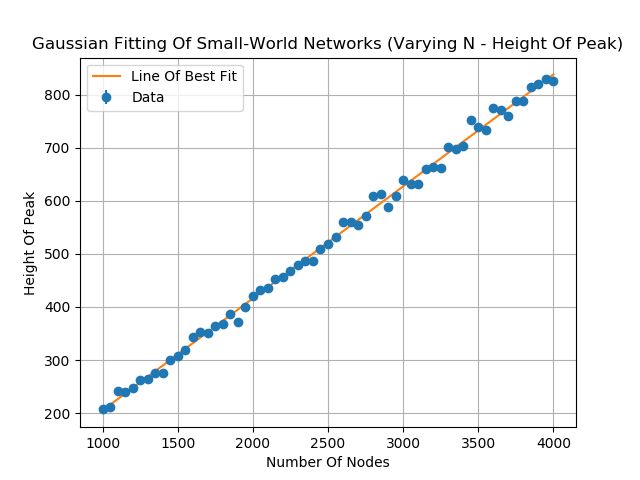 Gaussian Fitting Of Small-World Networks (Varying N - Height Of Peak)
Line Of Best Fit
Data
Height Of Peak
800
700
600
500
400
300
200
1000 1500 2000 2500 3000 3500 4000
Number Of Nodes